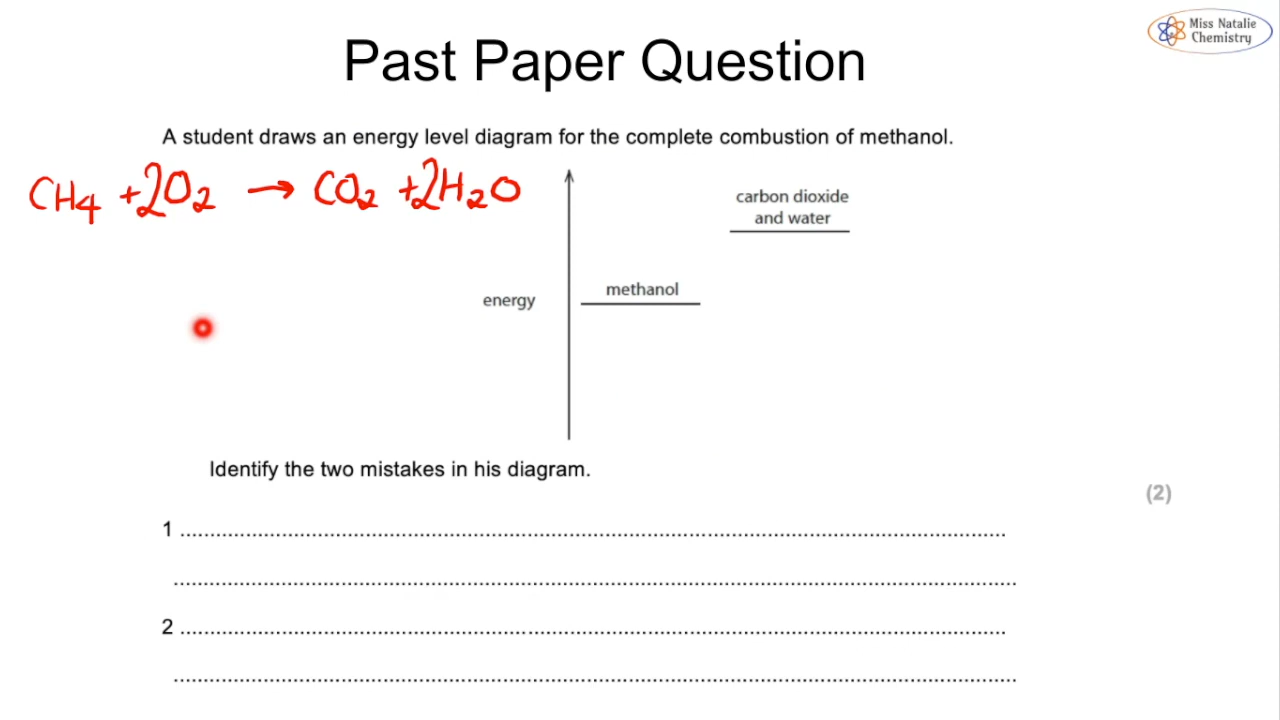 Miss Natalie
Chemistry
Past Paper Question
A student draws an energy level diagram for the complete combustion of methanol.
CH4 +2O2 → CO2 +2H2O
carbon dioxide
and water
methanol
energy
Identify the two mistakes in his diagram.
(2)
1 ................................................................................................................................................
................................................................................................................................................
2 ................................................................................................................................................
................................................................................................................................................